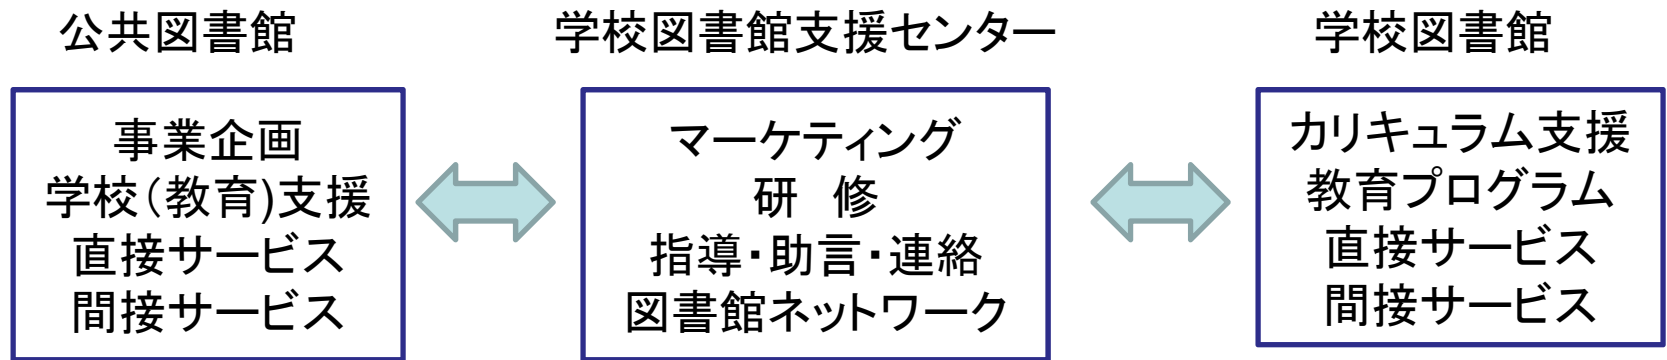 公共図書館
事業企画
学校（教育)支援
直接サービス
間接サービス
学校図書館支援センター
マーケティング
研　修
指導・助言・連絡
図書館ネットワーク
学校図書館
カリキュラム支援
教育プログラム
直接サービス
間接サービス